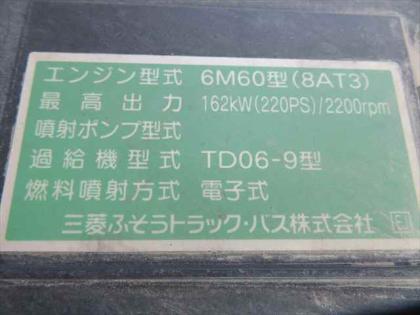 エンジン型式 6M60型(8AT3)
最高出力 162kW(220PS)/2200rpm
噴射ポンプ型式
過給機型式 TD06-9型
燃料噴射方式 電子式
三菱ふそうトラック・バス株式会社